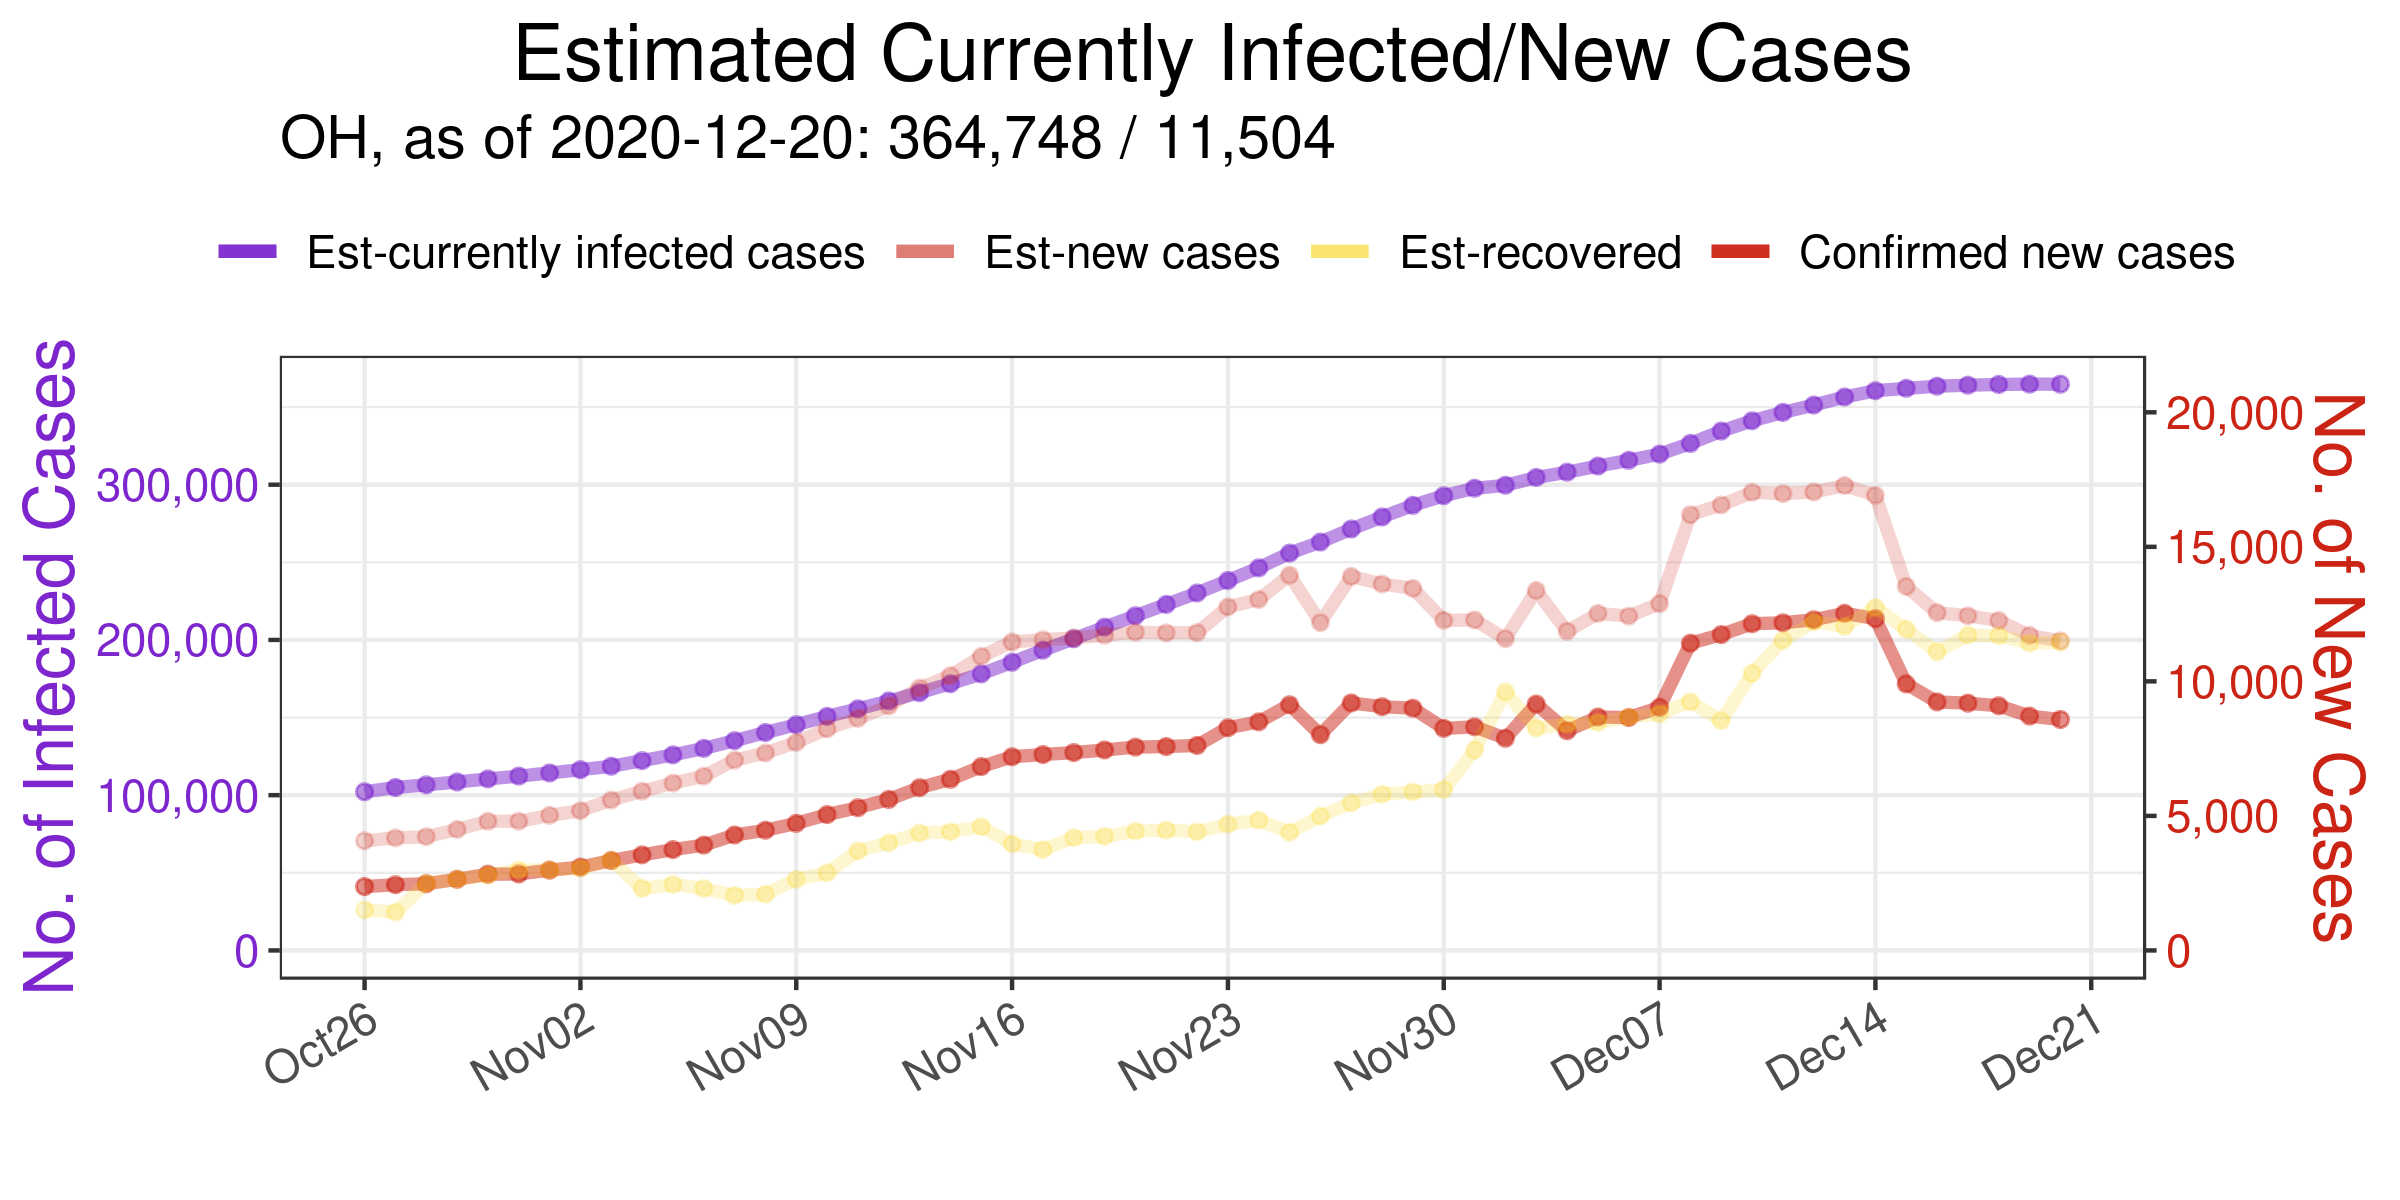 Estimated Currently Infected/New Cases
OH, as of 2020-12-20: 364,748 / 11,504
Est-currently infected cases Est-new cases Est-recovered Confirmed new cases
No. of Infected Cases
300,000
200,000
100,000
0
20,000
15,000
10,000
5,000
0
No. of New Cases
Oct26 Nov02 Nov09 Nov16 Nov23 Nov30 Dec07 Dec14 Dec21